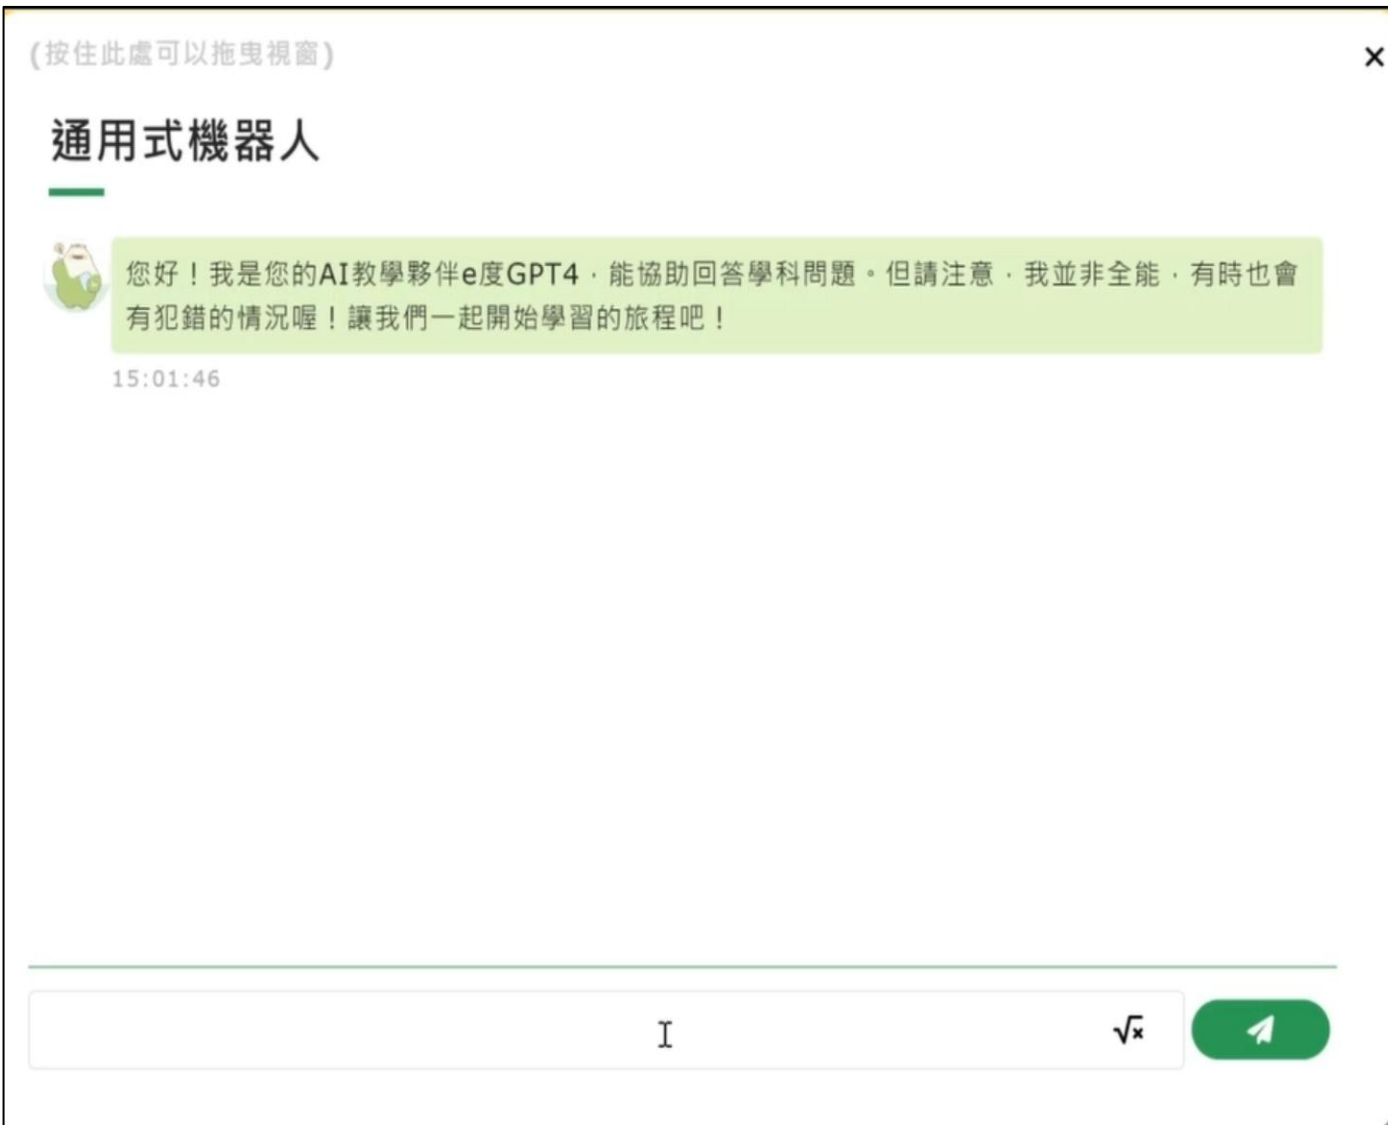 (按住此處可以拖曳視窗)
×
通用式機器人
您好！我是您的AI教學夥伴e度GPT4，能協助回答學科問題。但請注意，我並非全能，有時也會
有犯錯的情況喔！讓我們一起開始學習的旅程吧！
15:01:46
√x